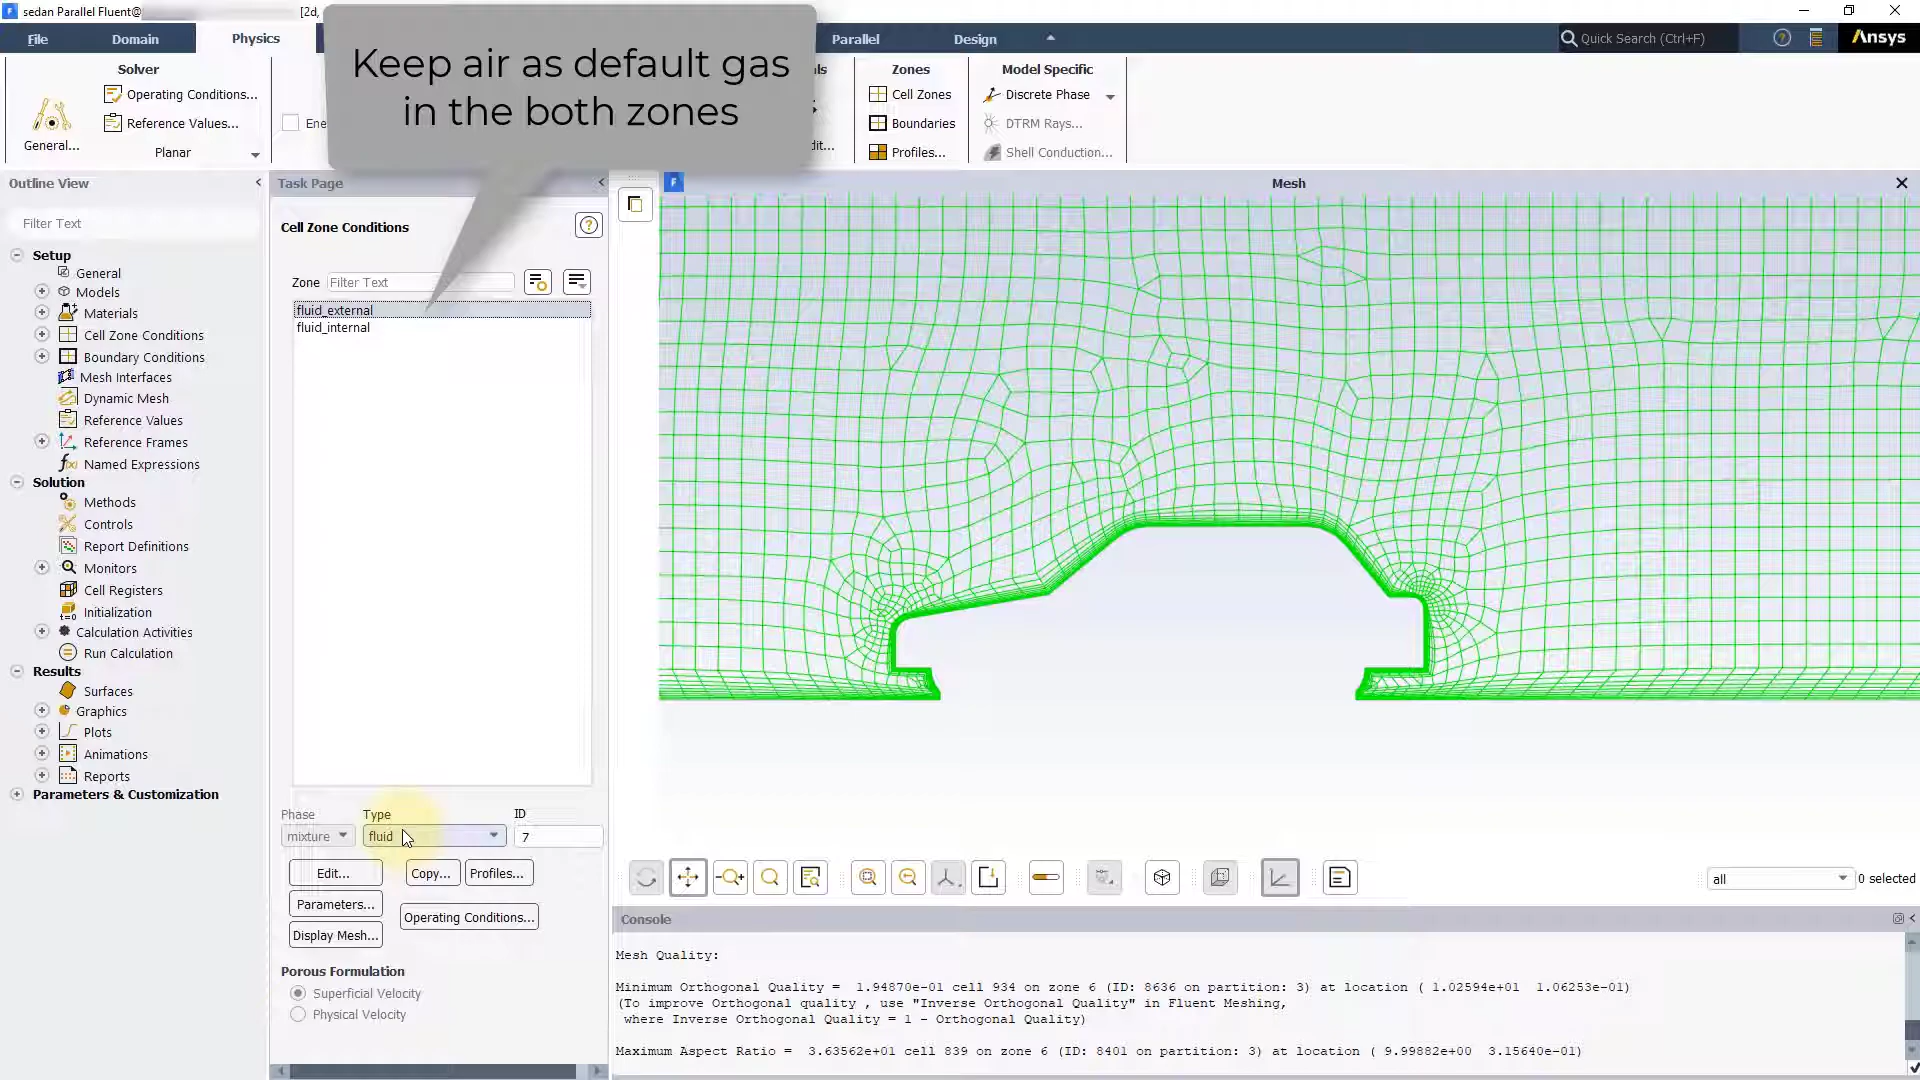 sedan Parallel Fluent@
[2d,
File
Domain
Physics
Parallel
Design
Quick Search (Ctrl+F)
Ansys
Keep air as default gas
in the both zones
Solver
Operating Conditions...
Reference Values...
General...
Planar
Zones
Cell Zones
Boundaries
Profiles...
Model Specific
Discrete Phase
DTRM Rays...
Shell Conduction...
Outline View
Filter Text
Setup
General
Models
Materials
Cell Zone Conditions
Boundary Conditions
Mesh Interfaces
Dynamic Mesh
Reference Values
Reference Frames
Named Expressions
Solution
Methods
Controls
Report Definitions
Monitors
Cell Registers
Initialization
Calculation Activities
Run Calculation
Results
Surfaces
Graphics
Plots
Animations
Reports
Parameters & Customization
Task Page
Cell Zone Conditions
Zone
Filter Text
fluid_external
fluid_internal
Phase
Type
ID
mixture
fluid
7
Edit...
Copy...
Profiles...
Parameters...
Operating Conditions...
Display Mesh...
Porous Formulation
Superficial Velocity
Physical Velocity
Mesh
all
0 selected
Console
Mesh Quality:
Minimum Orthogonal Quality =  1.94870e-01 cell 934 on zone 6 (ID: 8636 on partition: 3) at location ( 1.02594e+01  1.06253e-01)
(To improve Orthogonal quality , use "Inverse Orthogonal Quality" in Fluent Meshing,
where Inverse Orthogonal Quality = 1 - Orthogonal Quality)
Maximum Aspect Ratio =  3.63562e+01 cell 839 on zone 6 (ID: 8401 on partition: 3) at location ( 9.99882e+00  3.15640e-01)